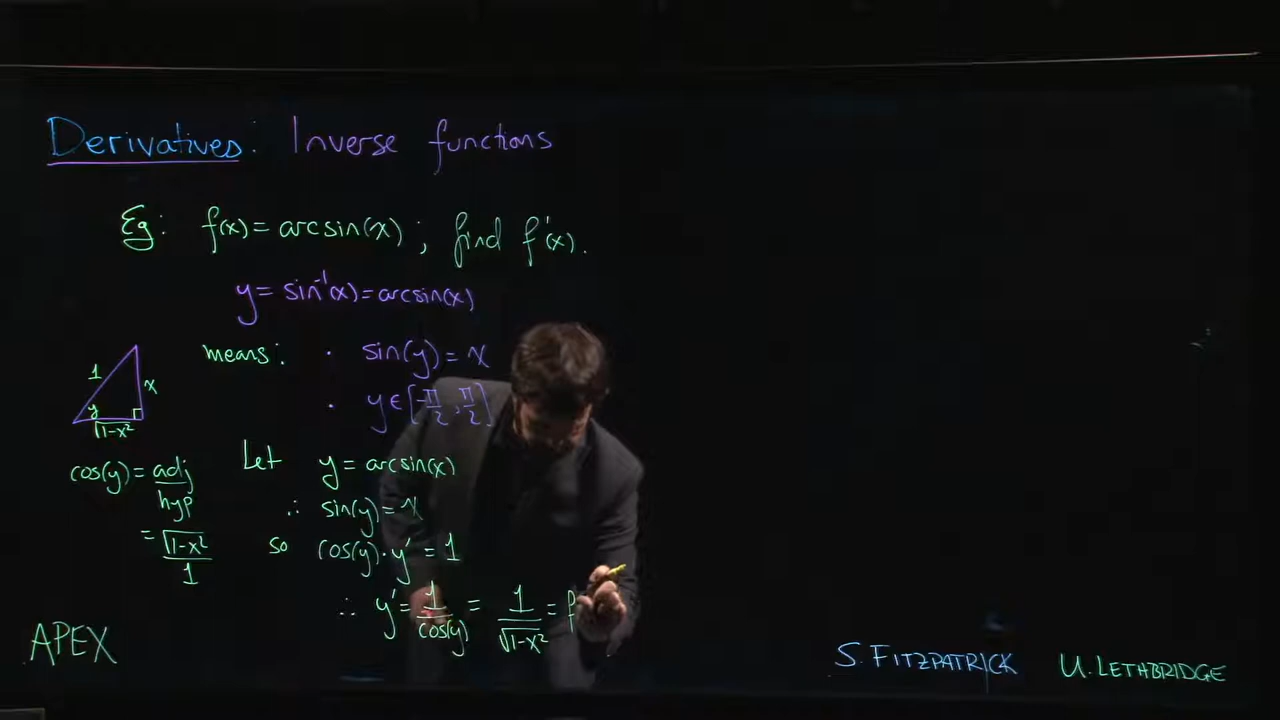 Derivatives: Inverse functions
Eg: f(x) = arcsin(x) ; find f'(x).
y = sin⁻¹(x) = arcsin(x)
means: · sin(y) = x
· y ∈ [-π/2, π/2]
1
x
y
√1-x²
cos(y) = adj/hyp
= √1-x²/1
Let y = arcsin(x)
∴ sin(y) = x
so cos(y) · y' = 1
∴ y' = 1/cos(y) = 1/√1-x² = f
APEX
S. FITZPATRICK
U. LETHBRIDGE